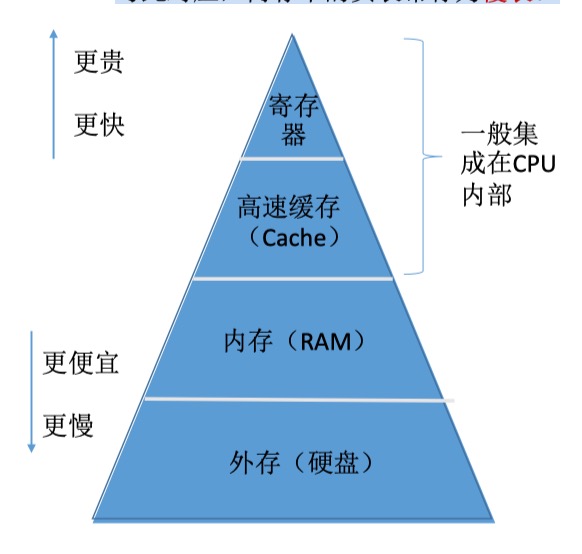 更贵
更快
寄存
器
一般集
成在CPU
内部
高速缓存
（Cache）
内存（RAM）
更便宜
更慢
外存（硬盘）